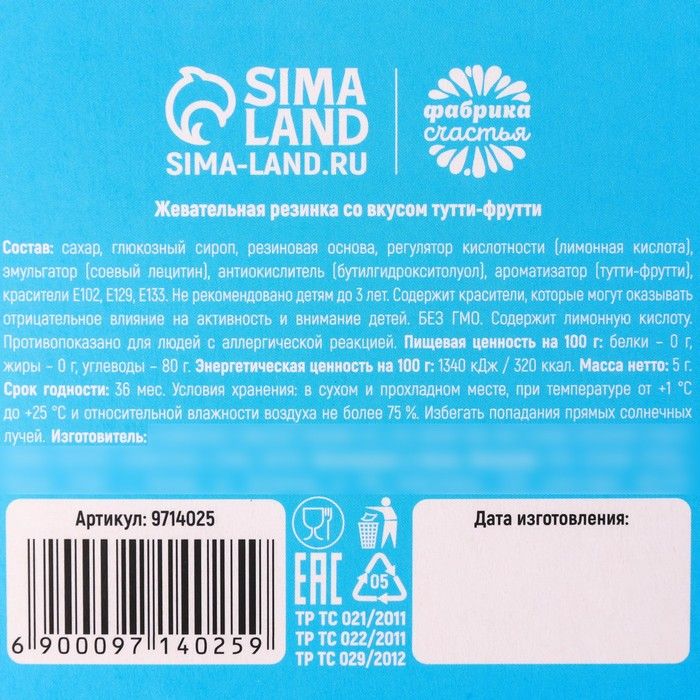 SIMA
LAND
SIMA-LAND.RU
фабрика
счастья
Жевательная резинка со вкусом тутти-фрутти
Состав: сахар, глюкозный сироп, резиновая основа, регулятор кислотности (лимонная кислота),
эмульгатор (соевый лецитин), антиокислитель (бутилгидрокситолуол), ароматизатор (тутти-фрутти),
красители Е102, Е129, Е133. Не рекомендовано детям до 3 лет. Содержит красители, которые могут оказывать
отрицательное влияние на активность и внимание детей. БЕЗ ГМО. Содержит лимонную кислоту.
Противопоказано для людей с аллергической реакцией. Пищевая ценность на 100 г: белки – 0 г,
жиры – 0 г, углеводы – 80 г. Энергетическая ценность на 100 г: 1340 кДж / 320 ккал. Масса нетто: 5 г.
Срок годности: 36 мес. Условия хранения: в сухом и прохладном месте, при температуре от +1 °С
до +25 °С и относительной влажности воздуха не более 75 %. Избегать попадания прямых солнечных
лучей. Изготовитель:
Артикул: 9714025
6 900097 140259
EAC
05
ТР ТС 021/2011
ТР ТС 022/2011
ТР ТС 029/2012
Дата изготовления: